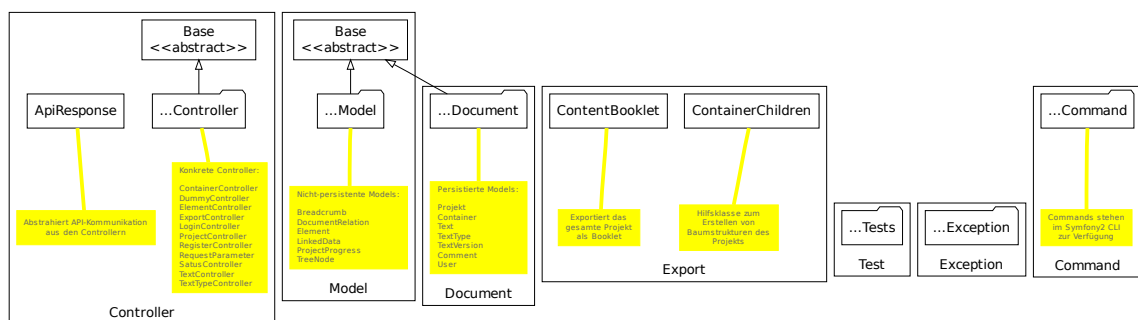 Base
<<abstract>>
ApiResponse
...Controller
Abstrahiert API-Kommunikation
aus den Controllern
Konkrete Controller:
ContainerController
DummyController
ElementController
ExportController
LoginController
ProjectController
RegisterController
RequestParameter
SatusController
TextController
TextTypeController
Controller
Base
<<abstract>>
...Model
Nicht-persistente Models:
Breadcrumb
DocumentRelation
Element
LinkedData
ProjectProgress
TreeNode
Model
...Document
Persistierte Models:
Projekt
Container
Text
TextType
TextVersion
Comment
User
Document
ContentBooklet
ContainerChildren
Exportiert das
gesamte Projekt
als Booklet
Hilfsklasse zum
Erstellen von
Baumstrukturen des
Projekts
Export
...Tests
Test
...Exception
Exception
...Command
Commands stehen
im Symfony2 CLI
zur Verfügung
Command